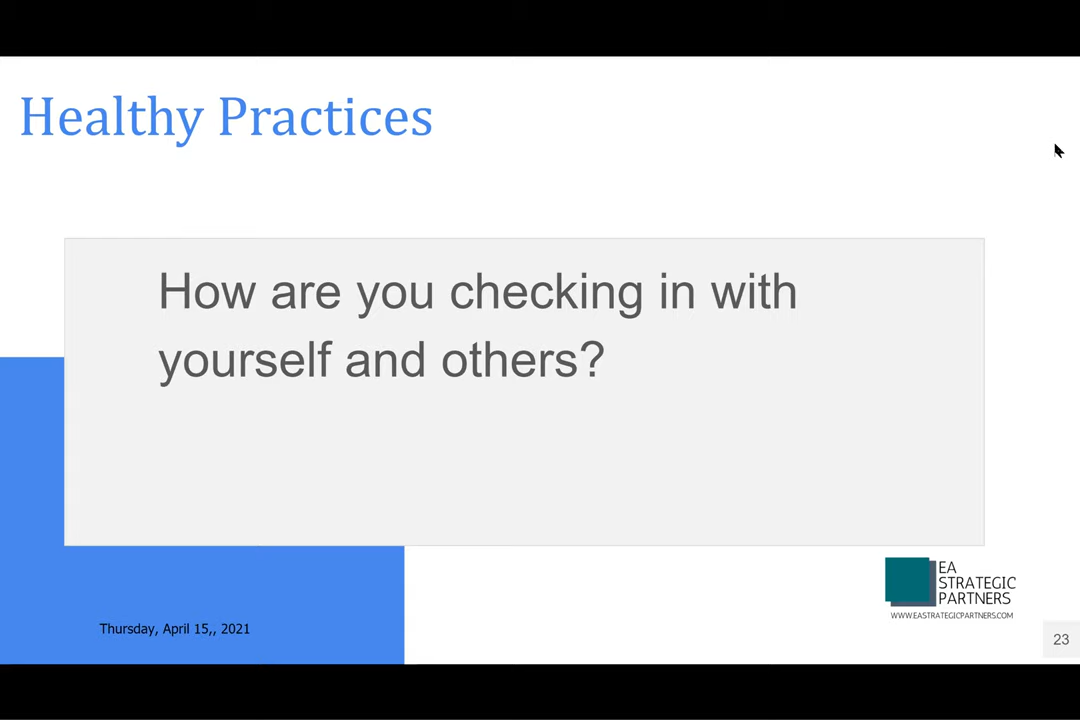 Healthy Practices
How are you checking in with
yourself and others?
EA
STRATEGIC
PARTNERS
WWW.EASTRATEGICPARTNERS.COM
Thursday, April 15,, 2021
23